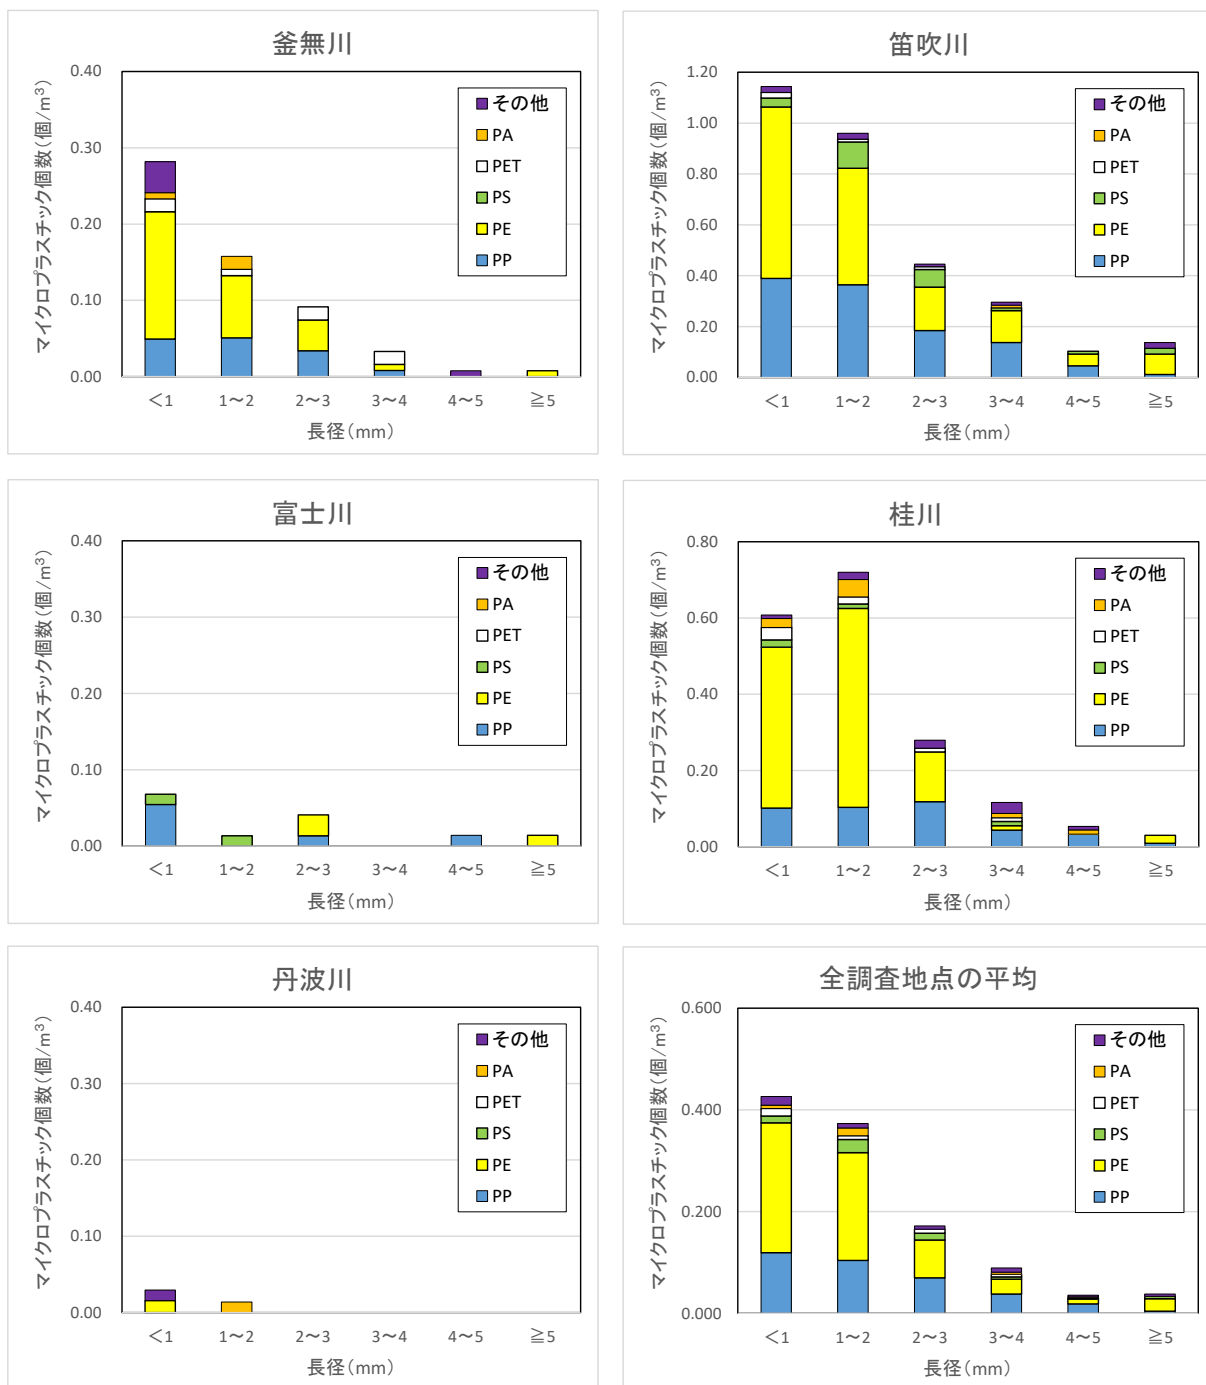 釜無川
マイクロプラスチック個数(個/m³)
0.40
0.30
0.20
0.10
0.00
その他
PA
PET
PS
PE
PP
＜1
1～2
2～3
3～4
4～5
≧5
長径(mm)
笛吹川
マイクロプラスチック個数(個/m³)
1.20
1.00
0.80
0.60
0.40
0.20
0.00
その他
PA
PET
PS
PE
PP
＜1
1～2
2～3
3～4
4～5
≧5
長径(mm)
富士川
マイクロプラスチック個数(個/m³)
0.40
0.30
0.20
0.10
0.00
その他
PA
PET
PS
PE
PP
＜1
1～2
2～3
3～4
4～5
≧5
長径(mm)
桂川
マイクロプラスチック個数(個/m³)
0.80
0.60
0.40
0.20
0.00
その他
PA
PET
PS
PE
PP
＜1
1～2
2～3
3～4
4～5
≧5
長径(mm)
丹波川
マイクロプラスチック個数(個/m³)
0.40
0.30
0.20
0.10
0.00
その他
PA
PET
PS
PE
PP
＜1
1～2
2～3
3～4
4～5
≧5
長径(mm)
全調査地点の平均
マイクロプラスチック個数(個/m³)
0.600
0.400
0.200
0.000
その他
PA
PET
PS
PE
PP
＜1
1～2
2～3
3～4
4～5
≧5
長径(mm)